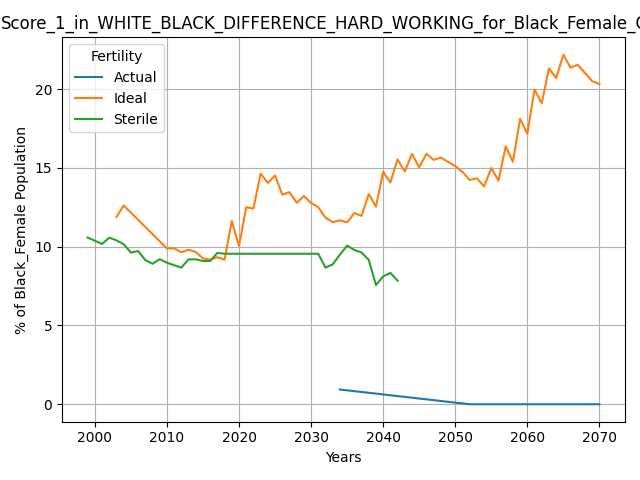 Score_1_in_WHITE_BLACK_DIFFERENCE_HARD_WORKING_for_Black_Female_
Fertility
Actual
Ideal
Sterile
% of Black_Female Population
20
15
10
5
0
2000 2010 2020 2030 2040 2050 2060 2070
Years